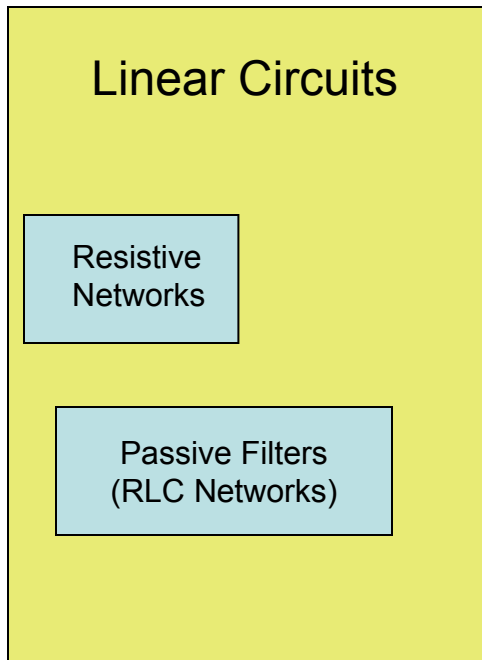 Linear Circuits
Resistive
Networks
Passive Filters
(RLC Networks)